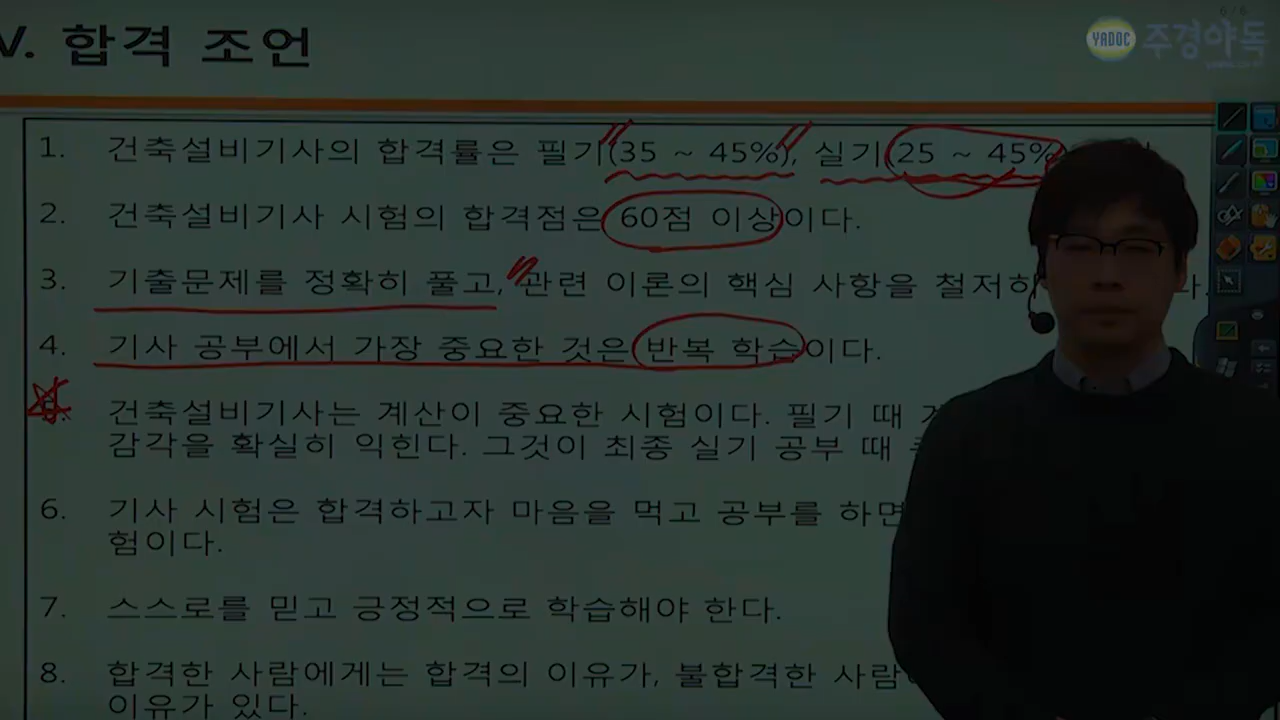 6 / 6
V. 합격 조언
YADOC 주경야독
1. 건축설비기사의 합격률은 필기(35 ~ 45%), 실기(25 ~ 45%
2. 건축설비기사 시험의 합격점은 60점 이상이다.
3. 기출문제를 정확히 풀고, 관련 이론의 핵심 사항을 철저히
4. 기사 공부에서 가장 중요한 것은 반복 학습이다.
건축설비기사는 계산이 중요한 시험이다. 필기 때
감각을 확실히 익힌다. 그것이 최종 실기 공부 때
6. 기사 시험은 합격하고자 마음을 먹고 공부를 하면
험이다.
7. 스스로를 믿고 긍정적으로 학습해야 한다.
8. 합격한 사람에게는 합격의 이유가, 불합격한 사람
이유가 있다.